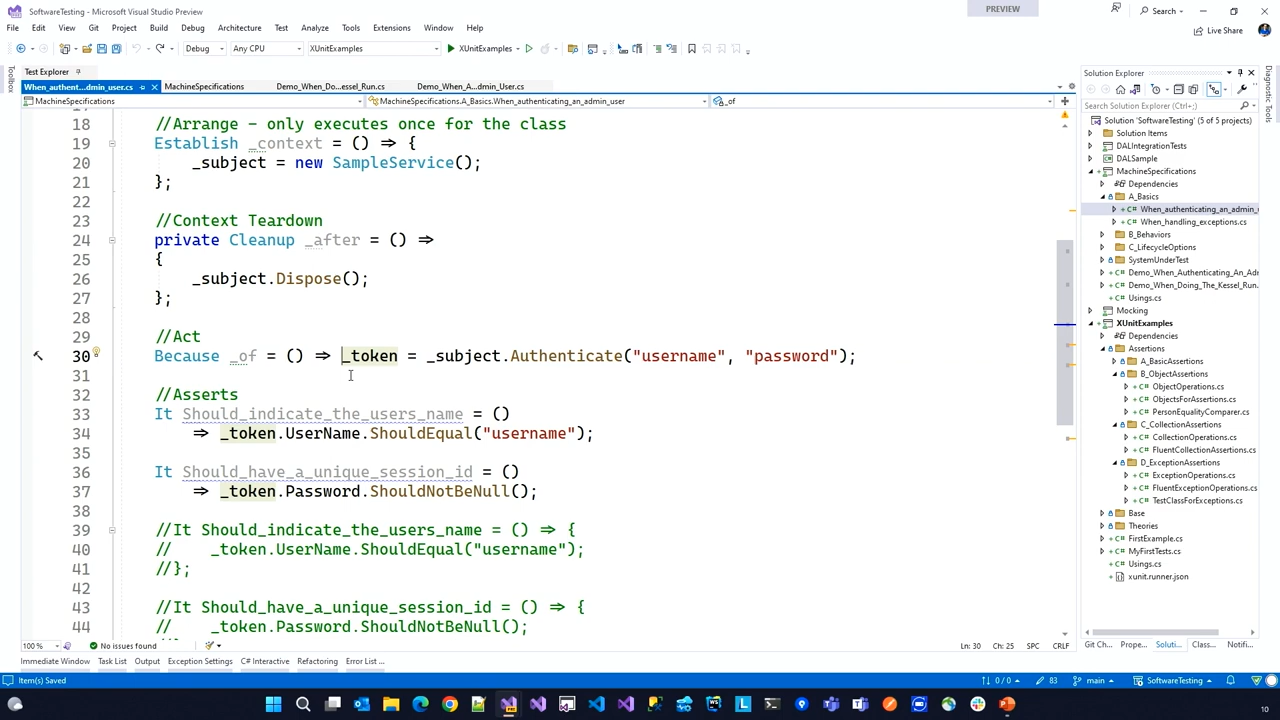 SoftwareTesting - Microsoft Visual Studio Preview
PREVIEW
Search
File Edit View Git Project Build Debug Architecture Test Analyze Tools Extensions Window Help
Live Share
Debug Any CPU XUnitExamples XUnitExamples
Toolbox
Test Explorer
When_authent....dmin_user.cs MachineSpecifications Demo_When_Do...essel_Run.cs Demo_When_A...dmin_User.cs
MachineSpecifications MachineSpecifications.A_Basics.When_authenticating_an_admin_user _of
18 //Arrange - only executes once for the class
19 Establish _context = () => {
20 _subject = new SampleService();
21 };
22
23 //Context Teardown
24 private Cleanup _after = () =>
25 {
26 _subject.Dispose();
27 };
28
29 //Act
30 Because _of = () => _token = _subject.Authenticate("username", "password");
31
32 //Asserts
33 It Should_indicate_the_users_name = ()
34 => _token.UserName.ShouldEqual("username");
35
36 It Should_have_a_unique_session_id = ()
37 => _token.Password.ShouldNotBeNull();
38
39 //It Should_indicate_the_users_name = () => {
40 // _token.UserName.ShouldEqual("username");
41 //};
42
43 //It Should_have_a_unique_session_id = () => {
44 // _token.Password.ShouldNotBeNull();
Solution Explorer
Search Solution Explorer (Ctrl+;)
Solution 'SoftwareTesting' (5 of 5 projects)
Solution Items
DALIntegrationTests
DALSample
MachineSpecifications
Dependencies
A_Basics
C# When_authenticating_an_admin_u
C# When_handling_exceptions.cs
B_Behaviors
C_LifecycleOptions
SystemUnderTest
C# Demo_When_Authenticating_An_Ad
C# Demo_When_Doing_The_Kessel_Run.
C# Usings.cs
Mocking
XUnitExamples
Dependencies
Assertions
C# A_BasicAssertions
B_ObjectAssertions
C# ObjectOperations.cs
C# ObjectsForAssertions.cs
C# PersonEqualityComparer.cs
C_CollectionAssertions
C# CollectionOperations.cs
C# FluentCollectionAssertions.cs
D_ExceptionAssertions
C# ExceptionOperations.cs
C# FluentExceptionOperations.cs
C# TestClassForExceptions.cs
Base
Theories
C# FirstExample.cs
C# MyFirstTests.cs
C# Usings.cs
xunit.runner.json
Diagnostic Tools
100 % No issues found Ln: 30 Ch: 25 SPC CRLF
Git Ch... Prope... Soluti... Class... Notifi...
Immediate Window Task List Output Exception Settings C# Interactive Refactoring Error List ...
Item(s) Saved 0 / 0 83 main SoftwareTesting
10